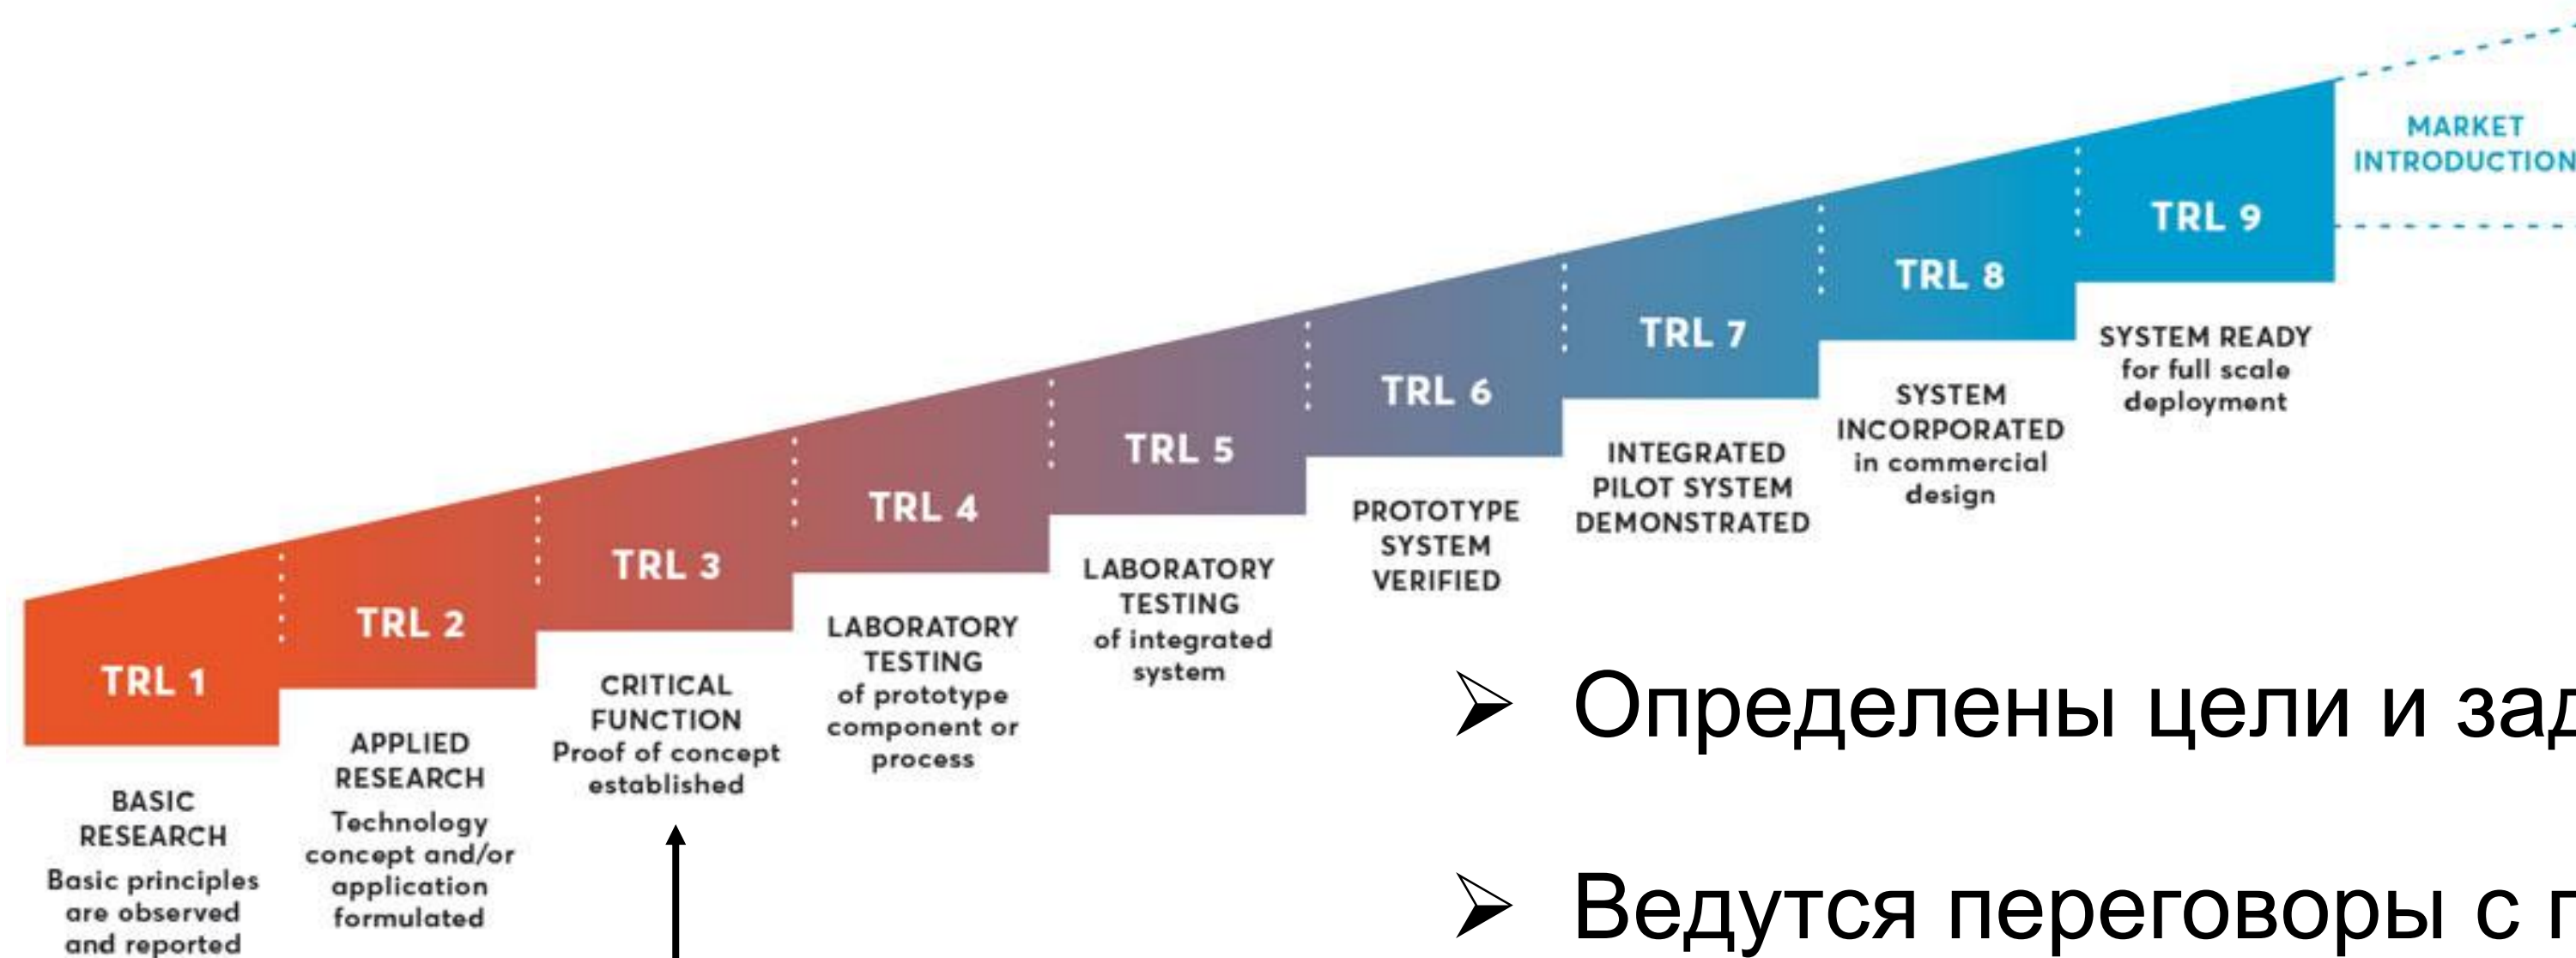 TRL 1
BASIC
RESEARCH
Basic principles
are observed
and reported
TRL 2
APPLIED
RESEARCH
Technology
concept and/or
application
formulated
TRL 3
CRITICAL
FUNCTION
Proof of concept
established
TRL 4
LABORATORY
TESTING
of prototype
component or
process
TRL 5
LABORATORY
TESTING
of integrated
system
TRL 6
PROTOTYPE
SYSTEM
VERIFIED
TRL 7
INTEGRATED
PILOT SYSTEM
DEMONSTRATED
TRL 8
SYSTEM
INCORPORATED
in commercial
design
TRL 9
SYSTEM READY
for full scale
deployment
MARKET
INTRODUCTION
Определены цели и
Ведутся переговоры с